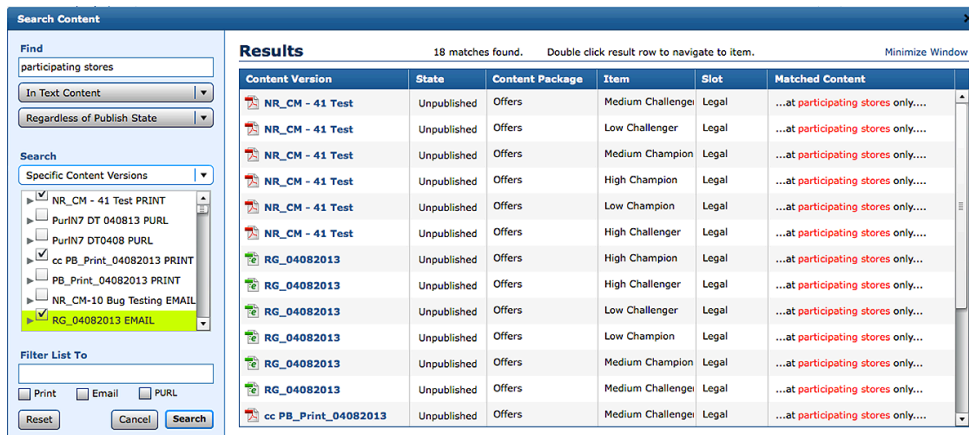 Search Content
Find
participating stores
In Text Content
Regardless of Publish State
Search
Specific Content Versions
NR_CM - 41 Test PRINT
PurlN7 DT 040813 PURL
PurlN7 DT0408 PURL
cc PB_Print_04082013 PRINT
PB_Print_04082013 PRINT
NR_CM-10 Bug Testing EMAIL
RG_04082013 EMAIL
Filter List To
Print Email PURL
Reset Cancel Search
Results 18 matches found. Double click result row to navigate to item. Minimize Window
Content Version State Content Package Item Slot Matched Content
NR_CM - 41 Test Unpublished Offers Medium Challenger Legal ...at participating stores only....
NR_CM - 41 Test Unpublished Offers Low Challenger Legal ...at participating stores only....
NR_CM - 41 Test Unpublished Offers Medium Champion Legal ...at participating stores only....
NR_CM - 41 Test Unpublished Offers High Champion Legal ...at participating stores only....
NR_CM - 41 Test Unpublished Offers Low Champion Legal ...at participating stores only....
NR_CM - 41 Test Unpublished Offers High Challenger Legal ...at participating stores only....
RG_04082013 Unpublished Offers High Champion Legal ...at participating stores only....
RG_04082013 Unpublished Offers High Challenger Legal ...at participating stores only....
RG_04082013 Unpublished Offers Low Challenger Legal ...at participating stores only....
RG_04082013 Unpublished Offers Low Champion Legal ...at participating stores only....
RG_04082013 Unpublished Offers Medium Champion Legal ...at participating stores only....
RG_04082013 Unpublished Offers Medium Challenger Legal ...at participating stores only....
cc PB_Print_04082013 Unpublished Offers Medium Challenger Legal ...at participating stores only....